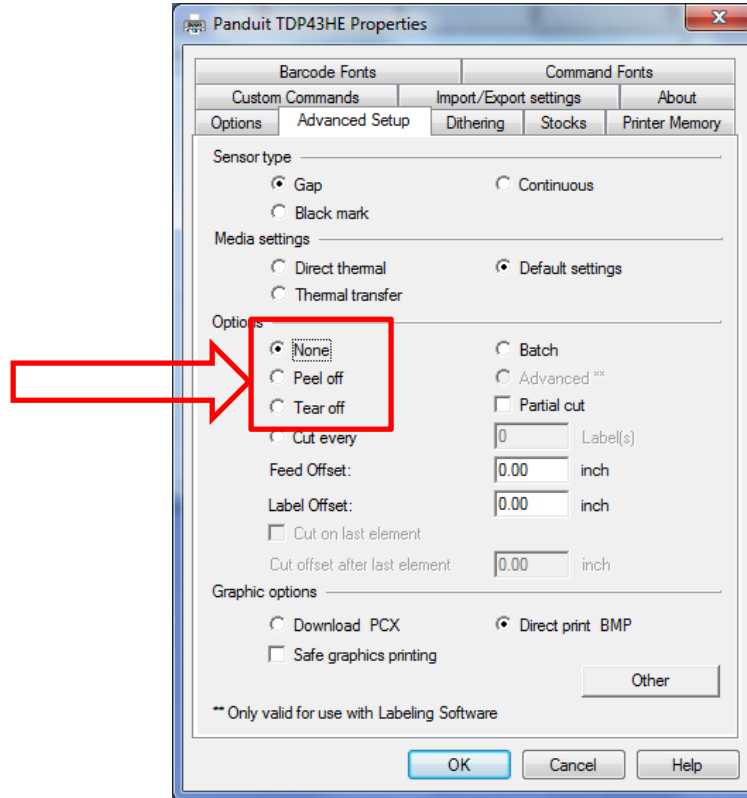 Panduit TDP43HE Properties
Barcode Fonts Command Fonts
Custom Commands Import/Export settings About
Options Advanced Setup Dithering Stocks Printer Memory
Sensor type
Gap Continuous
Black mark
Media settings
Direct thermal Default settings
Thermal transfer
Options
None Batch
Peel off Advanced **
Tear off Partial cut
Cut every 0 Label(s)
Feed Offset: 0.00 inch
Label Offset: 0.00 inch
Cut on last element
Cut offset after last element 0.00 inch
Graphic options
Download PCX Direct print BMP
Safe graphics printing
Other
** Only valid for use with Labeling Software
OK Cancel Help